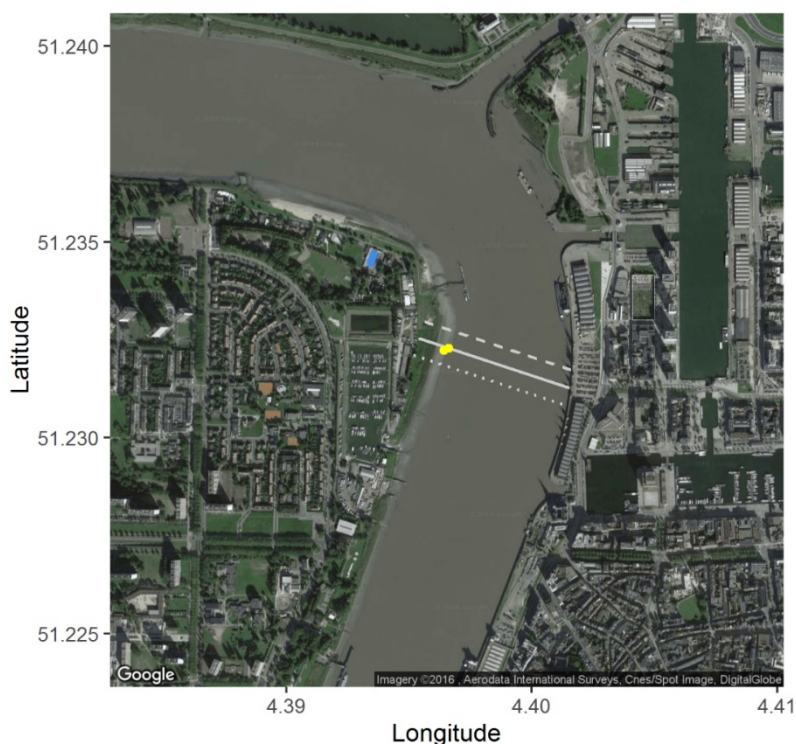 51.240
51.235
51.230
51.225
Latitude
Google
Imagery ©2016 , Aerodata International Surveys, Cnes/Spot Image, DigitalGlobe
4.39 4.40 4.41
Longitude